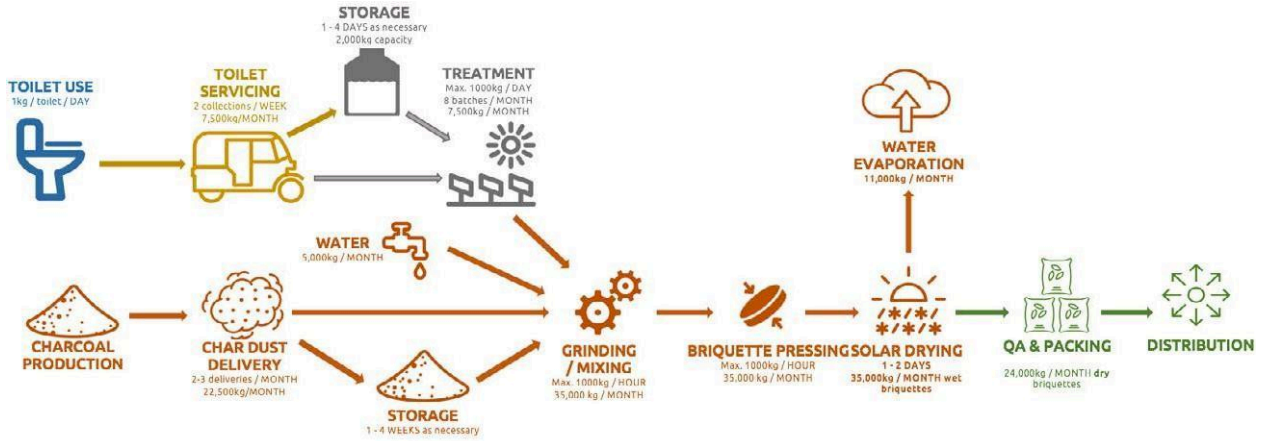 STORAGE
1 - 4 DAYS as necessary
2,000kg capacity
TOILET USE
1kg / toilet / DAY
TOILET
SERVICING
2 collections / WEEK
7,500kg/MONTH
TREATMENT
Max. 1000kg / DAY
8 batches / MONTH
7,500kg / MONTH
WATER
EVAPORATION
11,000kg / MONTH
WATER
5,000kg / MONTH
CHARCOAL
PRODUCTION
CHAR DUST
DELIVERY
2-3 deliveries / MONTH
22,500kg/MONTH
STORAGE
1 - 4 WEEKS as necessary
GRINDING
/ MIXING
Max. 1000kg / HOUR
35,000 kg / MONTH
BRIQUETTE PRESSING
Max. 1000kg / HOUR
35,000 kg / MONTH
SOLAR DRYING
1 - 2 DAYS
35,000kg / MONTH wet
briquettes
QA & PACKING
24,000kg / MONTH dry
briquettes
DISTRIBUTION